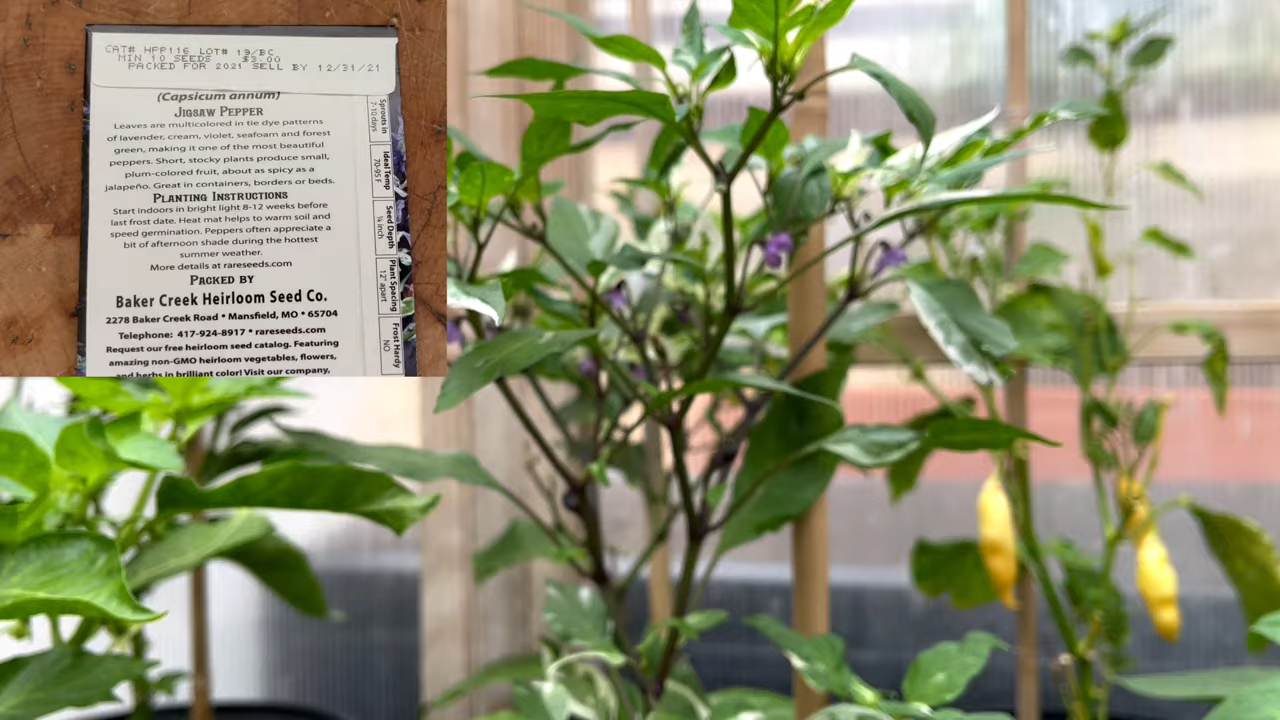 CAT# HPP116 LOT# 19/BC
MIN 10 SEEDS $3.00
PACKED FOR 2021 SELL BY 12/31/21
(Capsicum annum)
Jigsaw Pepper
Leaves are multicolored in tie dye patterns
of lavender, cream, violet, seafoam and forest
green, making it one of the most beautiful
peppers. Short, stocky plants produce small,
plum-colored fruit, about as spicy as a
jalapeño. Great in containers, borders or beds.
Planting Instructions
Start indoors in bright light 8-12 weeks before
last frost date. Heat mat helps to warm soil and
speed germination. Peppers often appreciate a
bit of afternoon shade during the hottest
summer weather.
More details at rareseeds.com
Packed by
Baker Creek Heirloom Seed Co.
2278 Baker Creek Road • Mansfield, MO • 65704
Telephone: 417-924-8917 • rareseeds.com
Request our free heirloom seed catalog. Featuring
amazing non-GMO heirloom vegetables, flowers,
and herbs in brilliant color! Visit our company,
Sprouts in
7-10 days
Ideal Temp
70-95 F
Seed Depth
¼ inch
Plant Spacing
12" apart
Frost Hardy
NO